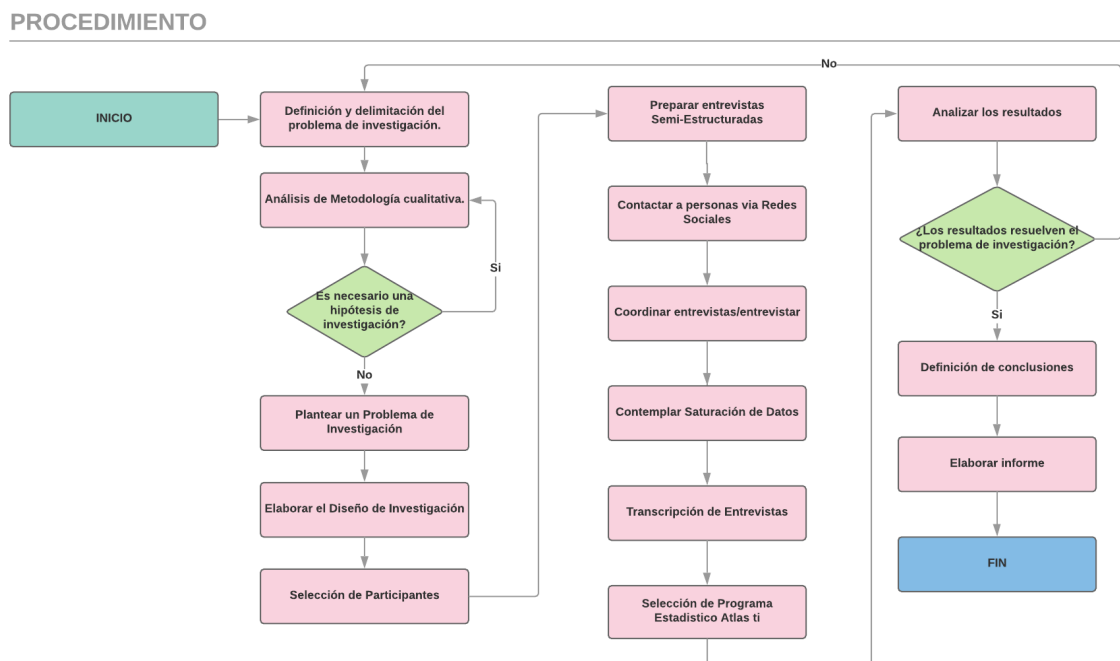 PROCEDIMIENTO
INICIO
Definición y delimitación del
problema de investigación.
Análisis de Metodología cualitativa.
Si
Es necesario una
hipótesis de
investigación?
No
Plantear un Problema de
Investigación
Elaborar el Diseño de Investigación
Selección de Participantes
Preparar entrevistas
Semi-Estructuradas
Contactar a personas via Redes
Sociales
Coordinar entrevistas/entrevistar
Contemplar Saturación de Datos
Transcripción de Entrevistas
Selección de Programa
Estadistico Atlas ti
No
Analizar los resultados
¿Los resultados resuelven el
problema de investigación?
Si
Definición de conclusiones
Elaborar informe
FIN